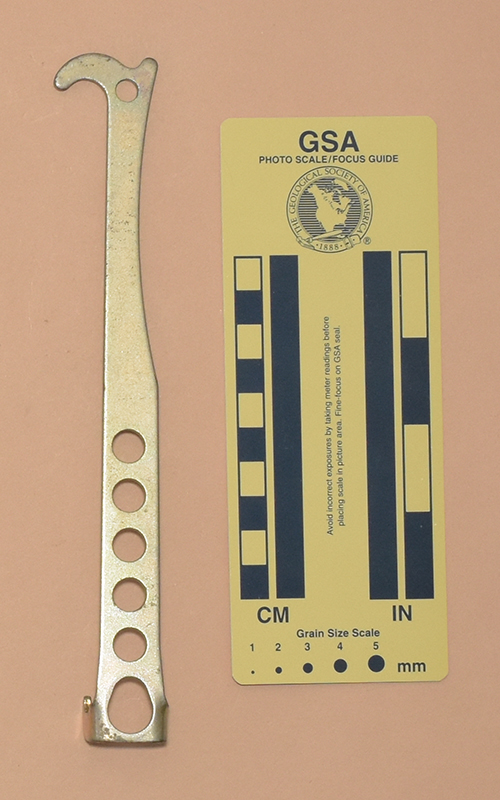 GSA
PHOTO SCALE/FOCUS GUIDE
THE GEOLOGICAL SOCIETY OF AMERICA
1888
®
Avoid incorrect exposures by taking meter readings before
placing scale in picture area. Fine-focus on GSA seal.
CM IN
Grain Size Scale
1 2 3 4 5
mm